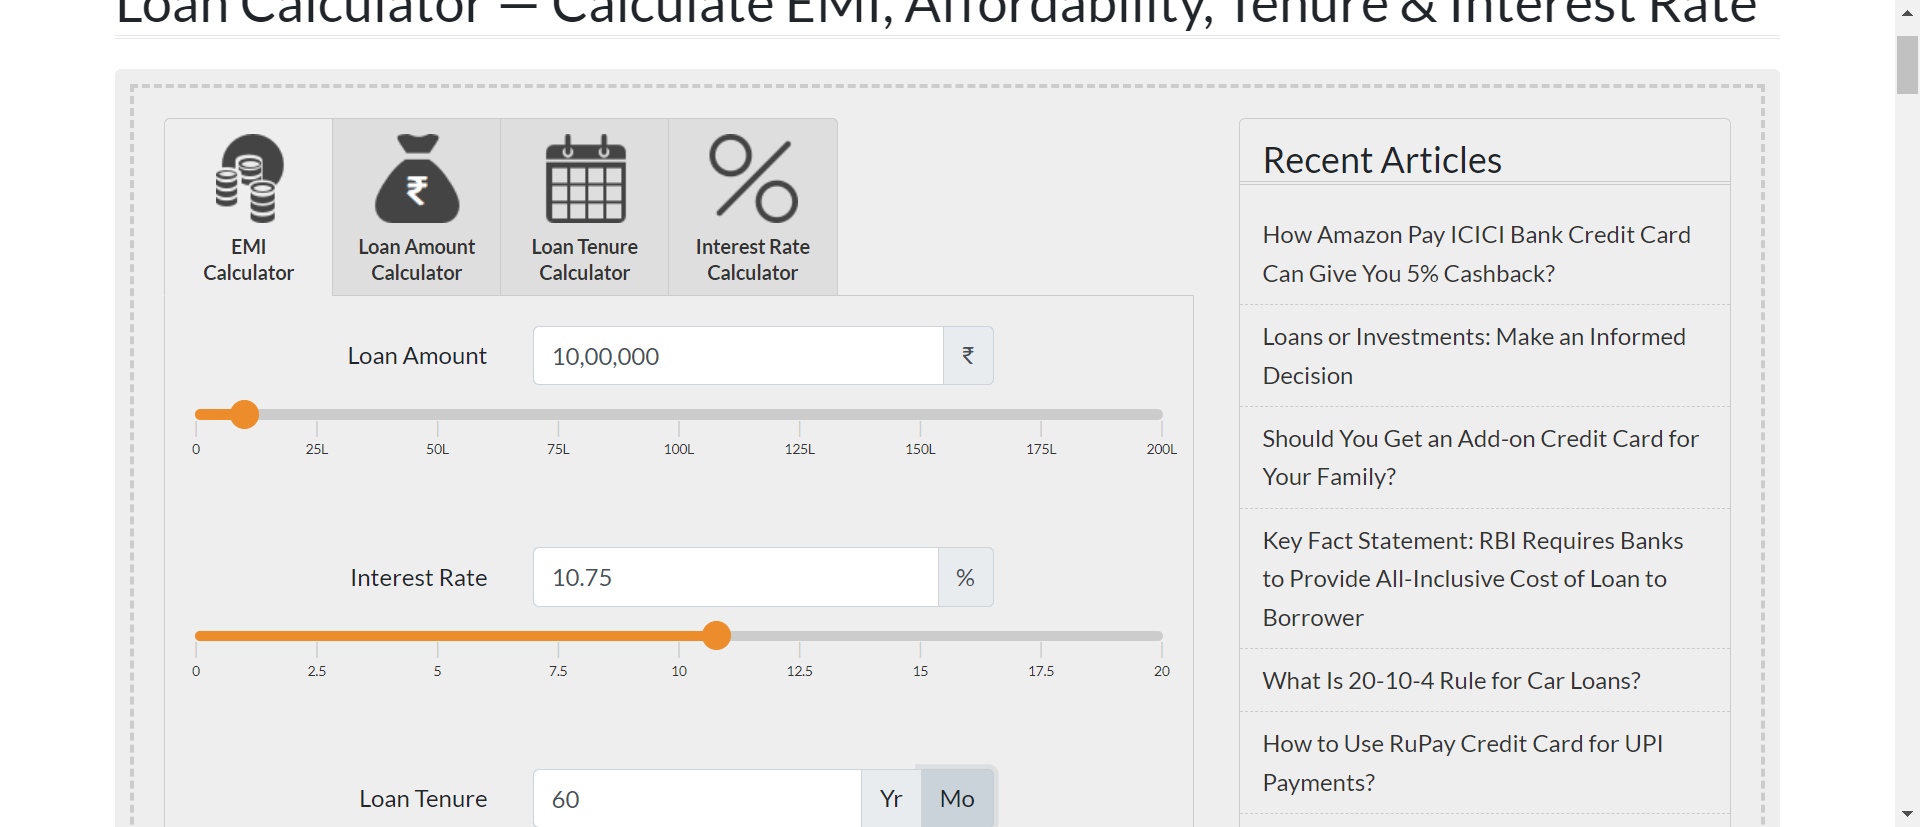 Loan Calculator — Calculate EMI, Affordability, Tenure & Interest Rate
EMI
Calculator
Loan Amount
Calculator
Loan Tenure
Calculator
Interest Rate
Calculator
Loan Amount
10,00,000
₹
0 25L 50L 75L 100L 125L 150L 175L 200L
Interest Rate
10.75
%
0 2.5 5 7.5 10 12.5 15 17.5 20
Loan Tenure
60
Yr
Mo
Recent Articles
How Amazon Pay ICICI Bank Credit Card
Can Give You 5% Cashback?
Loans or Investments: Make an Informed
Decision
Should You Get an Add-on Credit Card for
Your Family?
Key Fact Statement: RBI Requires Banks
to Provide All-Inclusive Cost of Loan to
Borrower
What Is 20-10-4 Rule for Car Loans?
How to Use RuPay Credit Card for UPI
Payments?